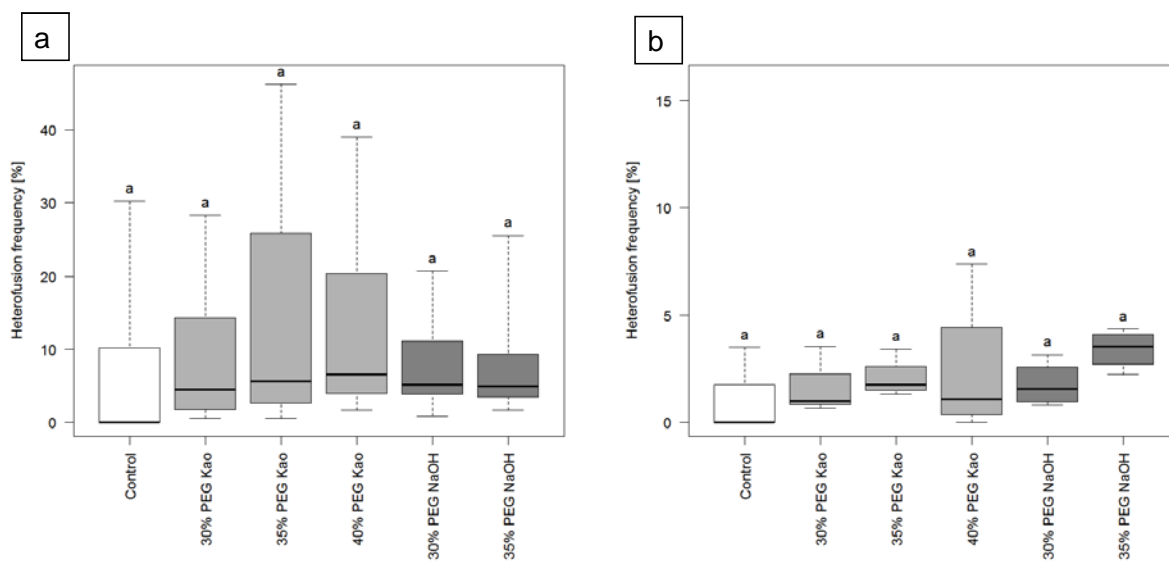 a
Heterofusion frequency [%]
40
30
20
10
0
a
a
a
a
a
a
Control
30% PEG Kao
35% PEG Kao
40% PEG Kao
30% PEG NaOH
35% PEG NaOH
b
Heterofusion frequency [%]
15
10
5
0
a
a
a
a
a
a
Control
30% PEG Kao
35% PEG Kao
40% PEG Kao
30% PEG NaOH
35% PEG NaOH